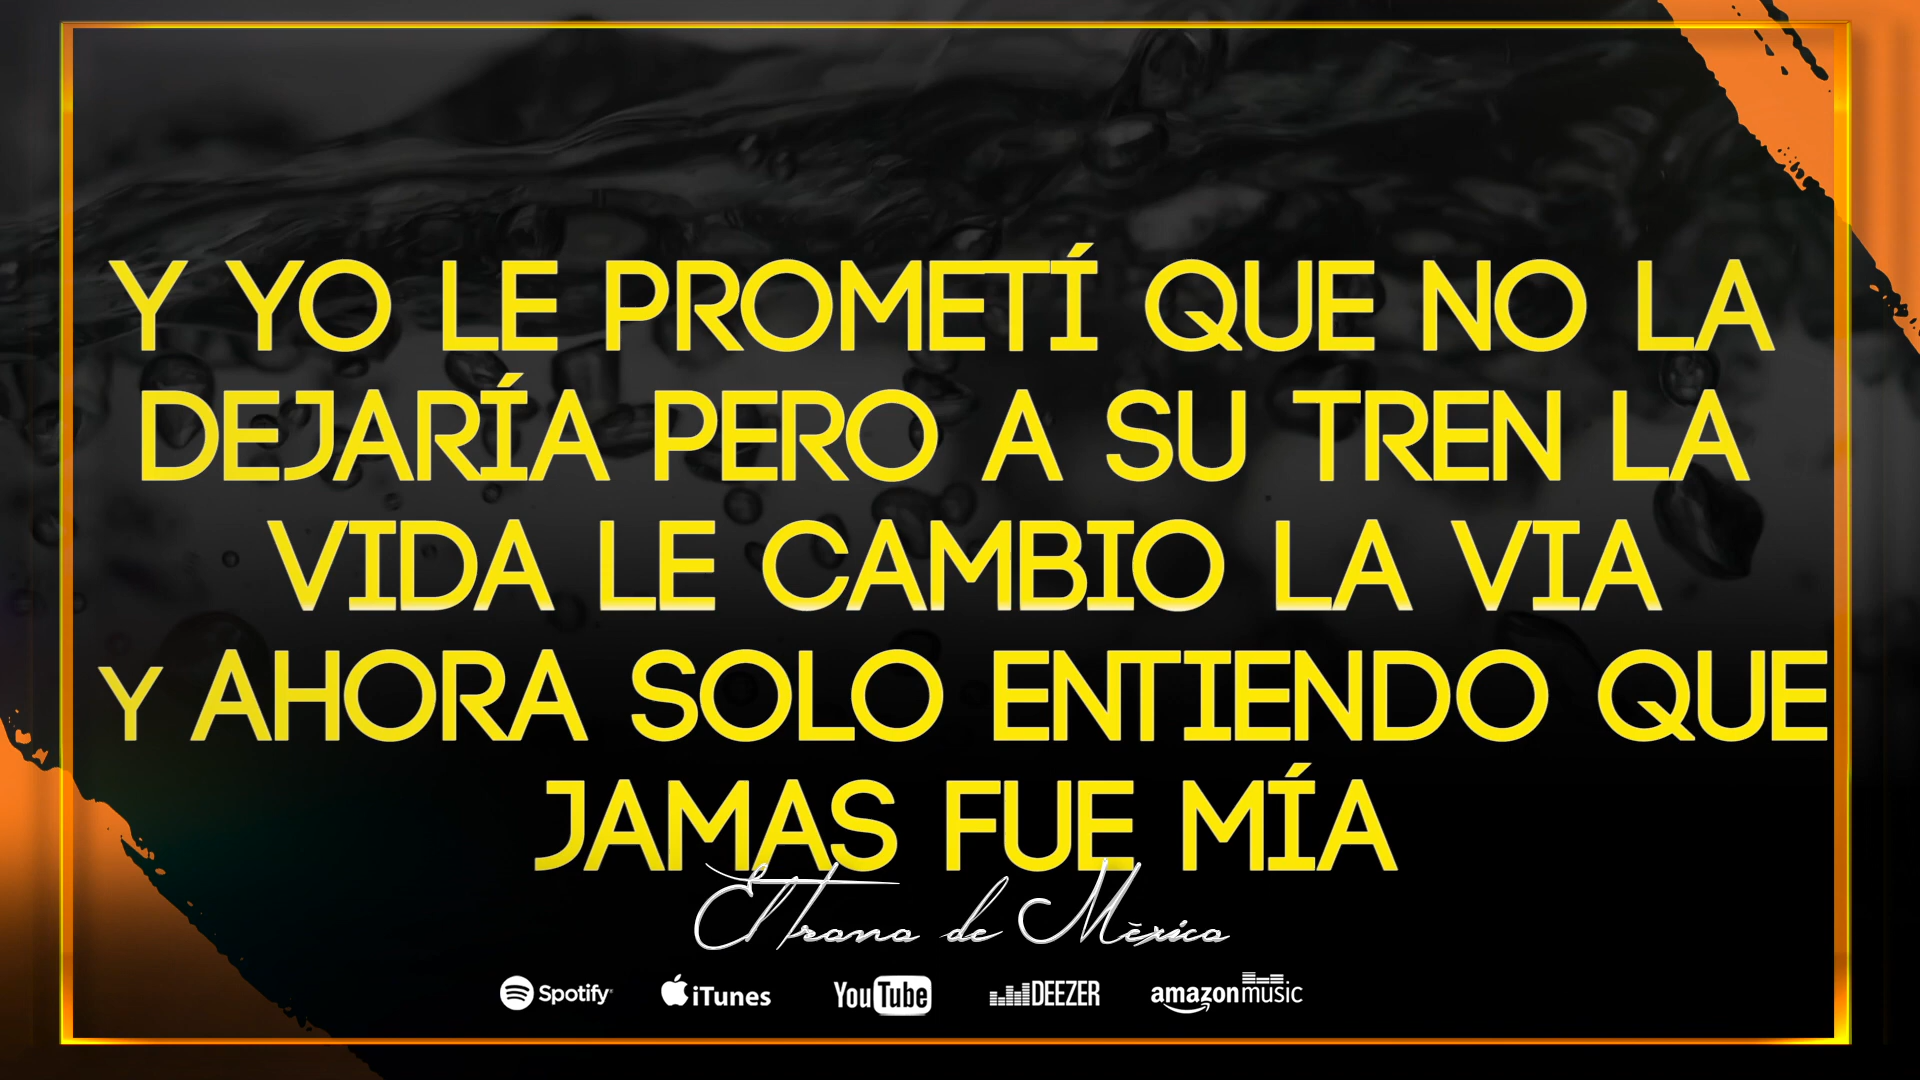 Y YO LE PROMETÍ QUE NO LA
DEJARÍA PERO A SU TREN LA
VIDA LE CAMBIO LA VIA
Y AHORA SOLO ENTIENDO QUE
JAMAS FUE MÍA
El Trono de México
Spotify
iTunes
YouTube
DEEZER
amazon music